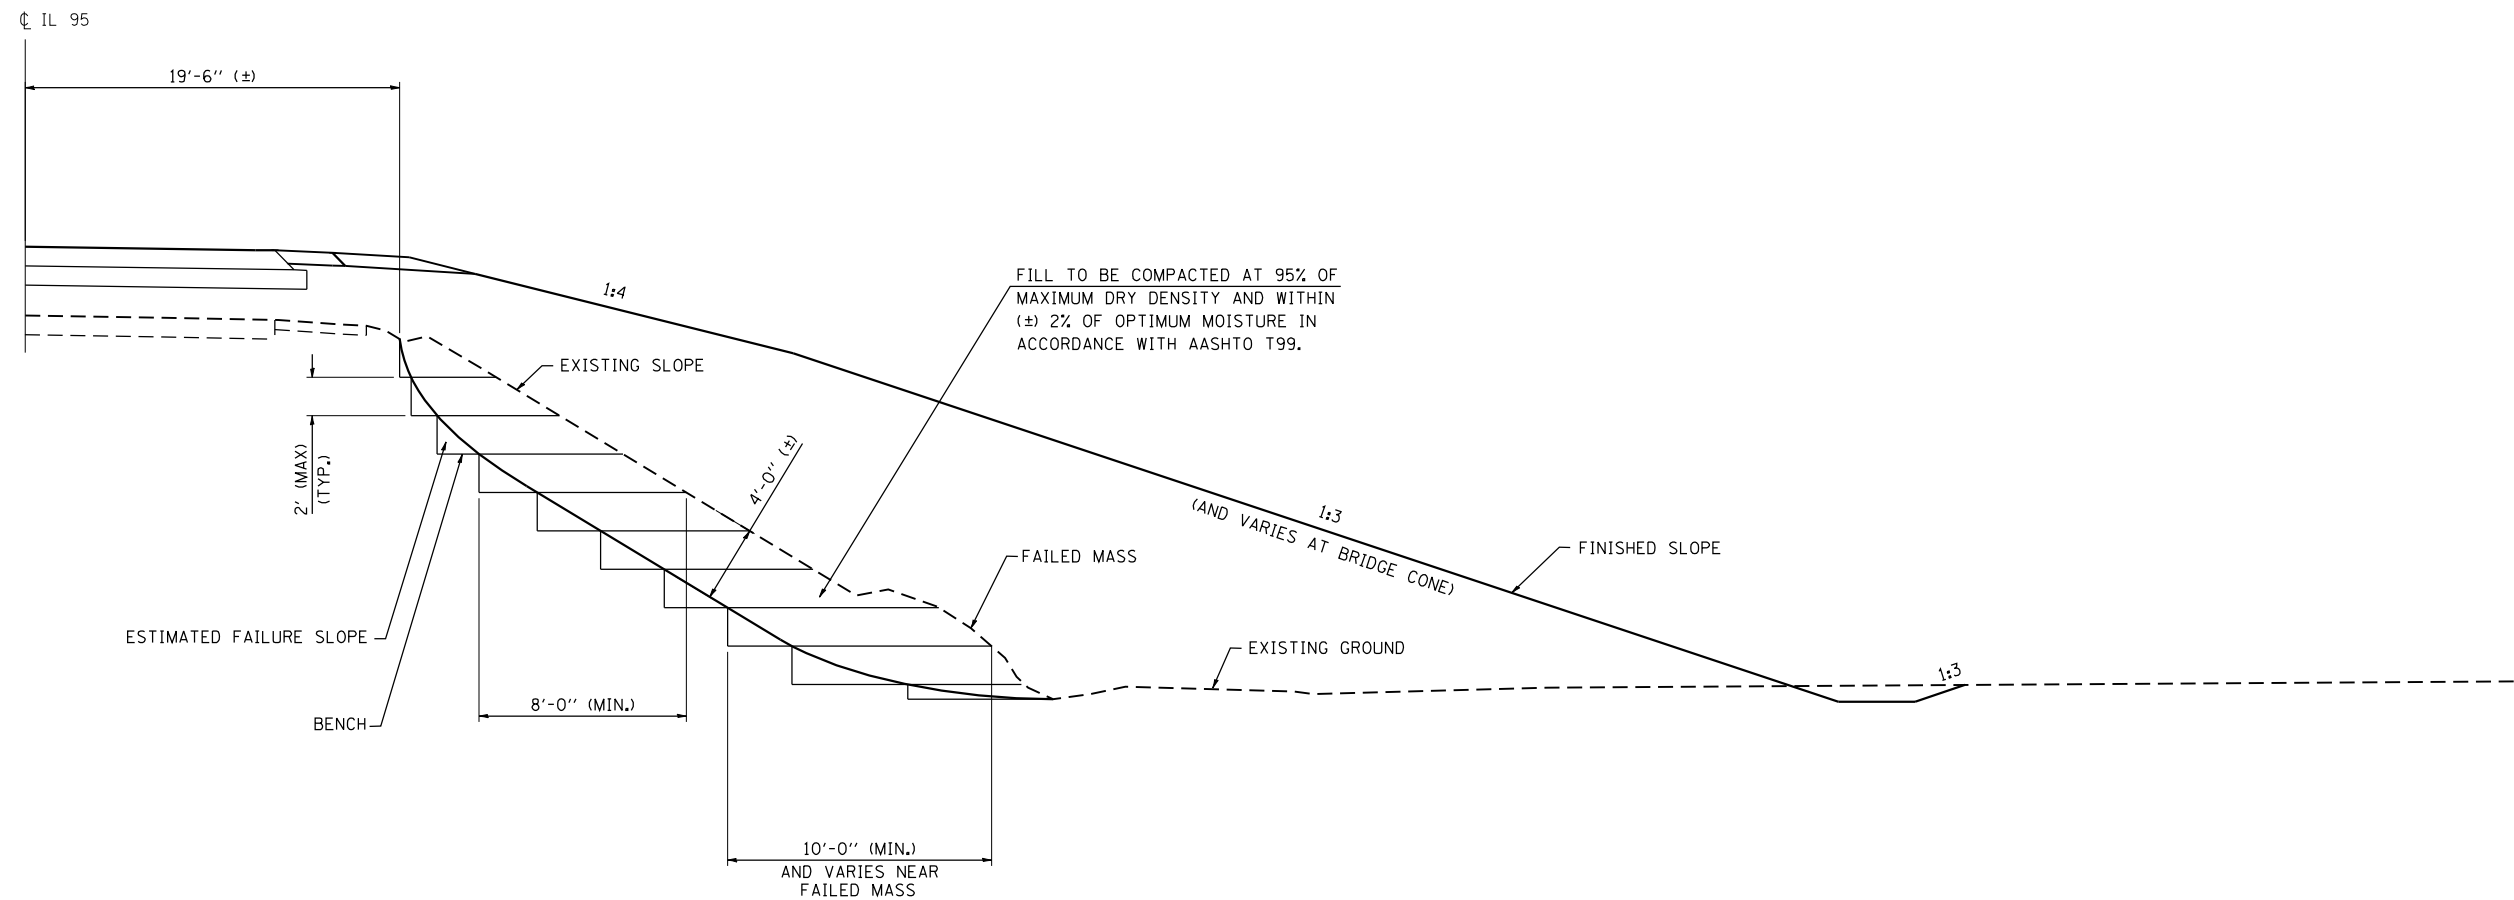 ℄ IL 95
19'-6'' (±)
1:4
FILL TO BE COMPACTED AT 95% OF
MAXIMUM DRY DENSITY AND WITHIN
(±) 2% OF OPTIMUM MOISTURE IN
ACCORDANCE WITH AASHTO T99.
EXISTING SLOPE
2' (MAX)
(TYP.)
4'-0'' (±)
1:3
(AND VARIES AT BRIDGE CONE)
FINISHED SLOPE
FAILED MASS
ESTIMATED FAILURE SLOPE
EXISTING GROUND
1:3
8'-0'' (MIN.)
BENCH
10'-0'' (MIN.)
AND VARIES NEAR
FAILED MASS